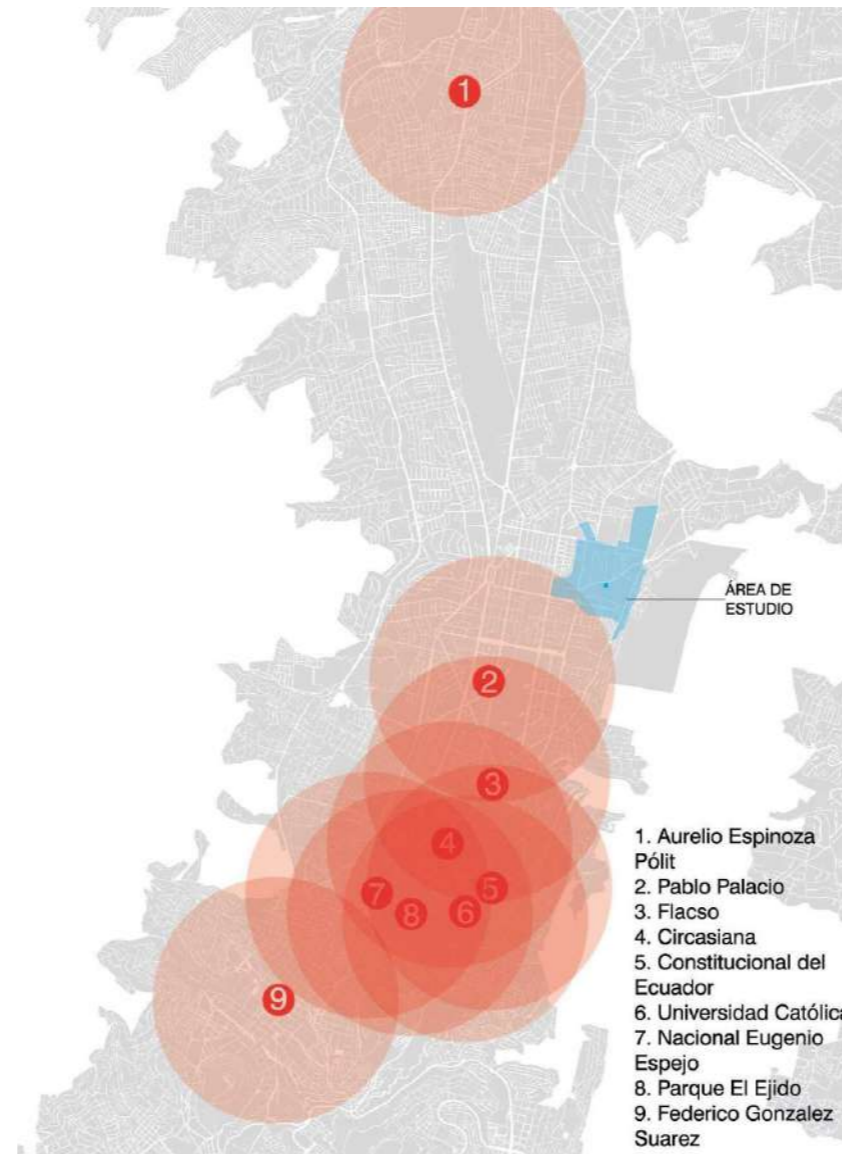 1
ÁREA DE
ESTUDIO
2
3
4
5
7
8
6
9
1. Aurelio Espinoza
Pólit
2. Pablo Palacio
3. Flacso
4. Circasiana
5. Constitucional del
Ecuador
6. Universidad Católica
7. Nacional Eugenio
Espejo
8. Parque El Ejido
9. Federico Gonzalez
Suarez